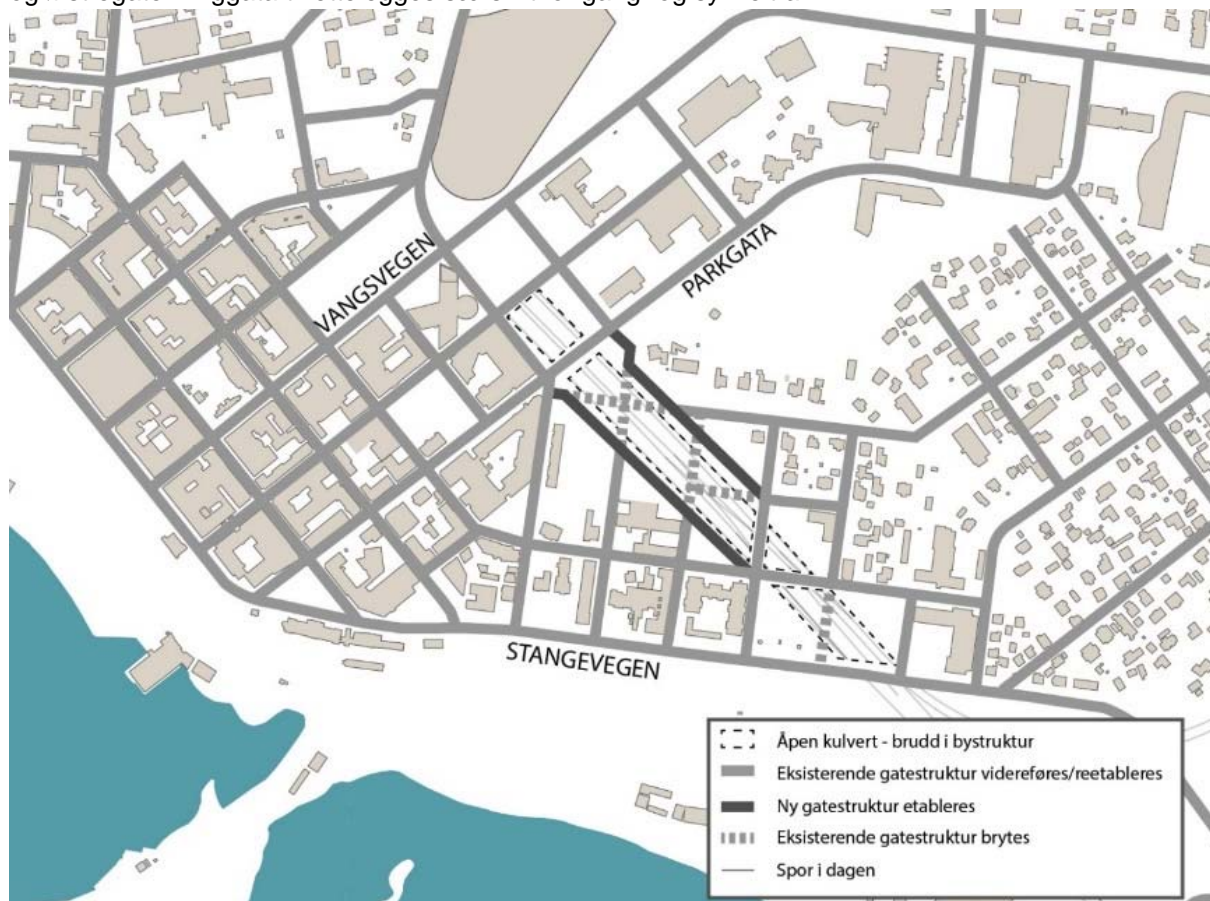 VANGSVEGEN
PARKGATA
STANGEVEGEN
Åpen kulvert - brudd i bystruktur
Eksisterende gatestruktur videreføres/reetableres
Ny gatestruktur etableres
Eksisterende gatestruktur brytes
Spor i dagen